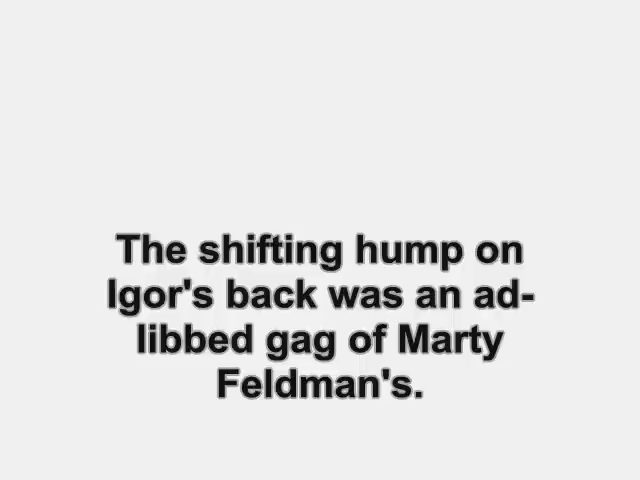 The shifting hump on
Igor's back was an ad-
libbed gag of Marty
Feldman's.